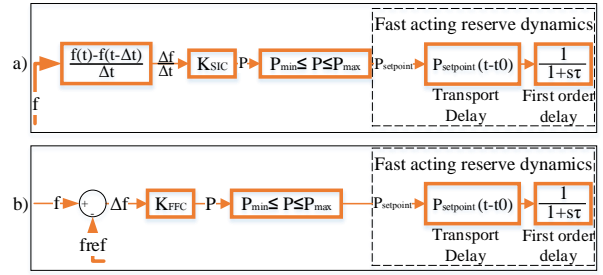 Fast acting reserve dynamics
a)
f
f(t)-f(t-Δt)
Δt
Δf
Δt
KSIC
P
Pmin≤ P≤Pmax
Psetpoint
Psetpoint (t-t0)
1
1+sτ
Transport
Delay
First order
delay
Fast acting reserve dynamics
b)
f
+
-
fref
Δf
KFFC
P
Pmin≤ P≤Pmax
Psetpoint
Psetpoint (t-t0)
1
1+sτ
Transport
Delay
First order
delay